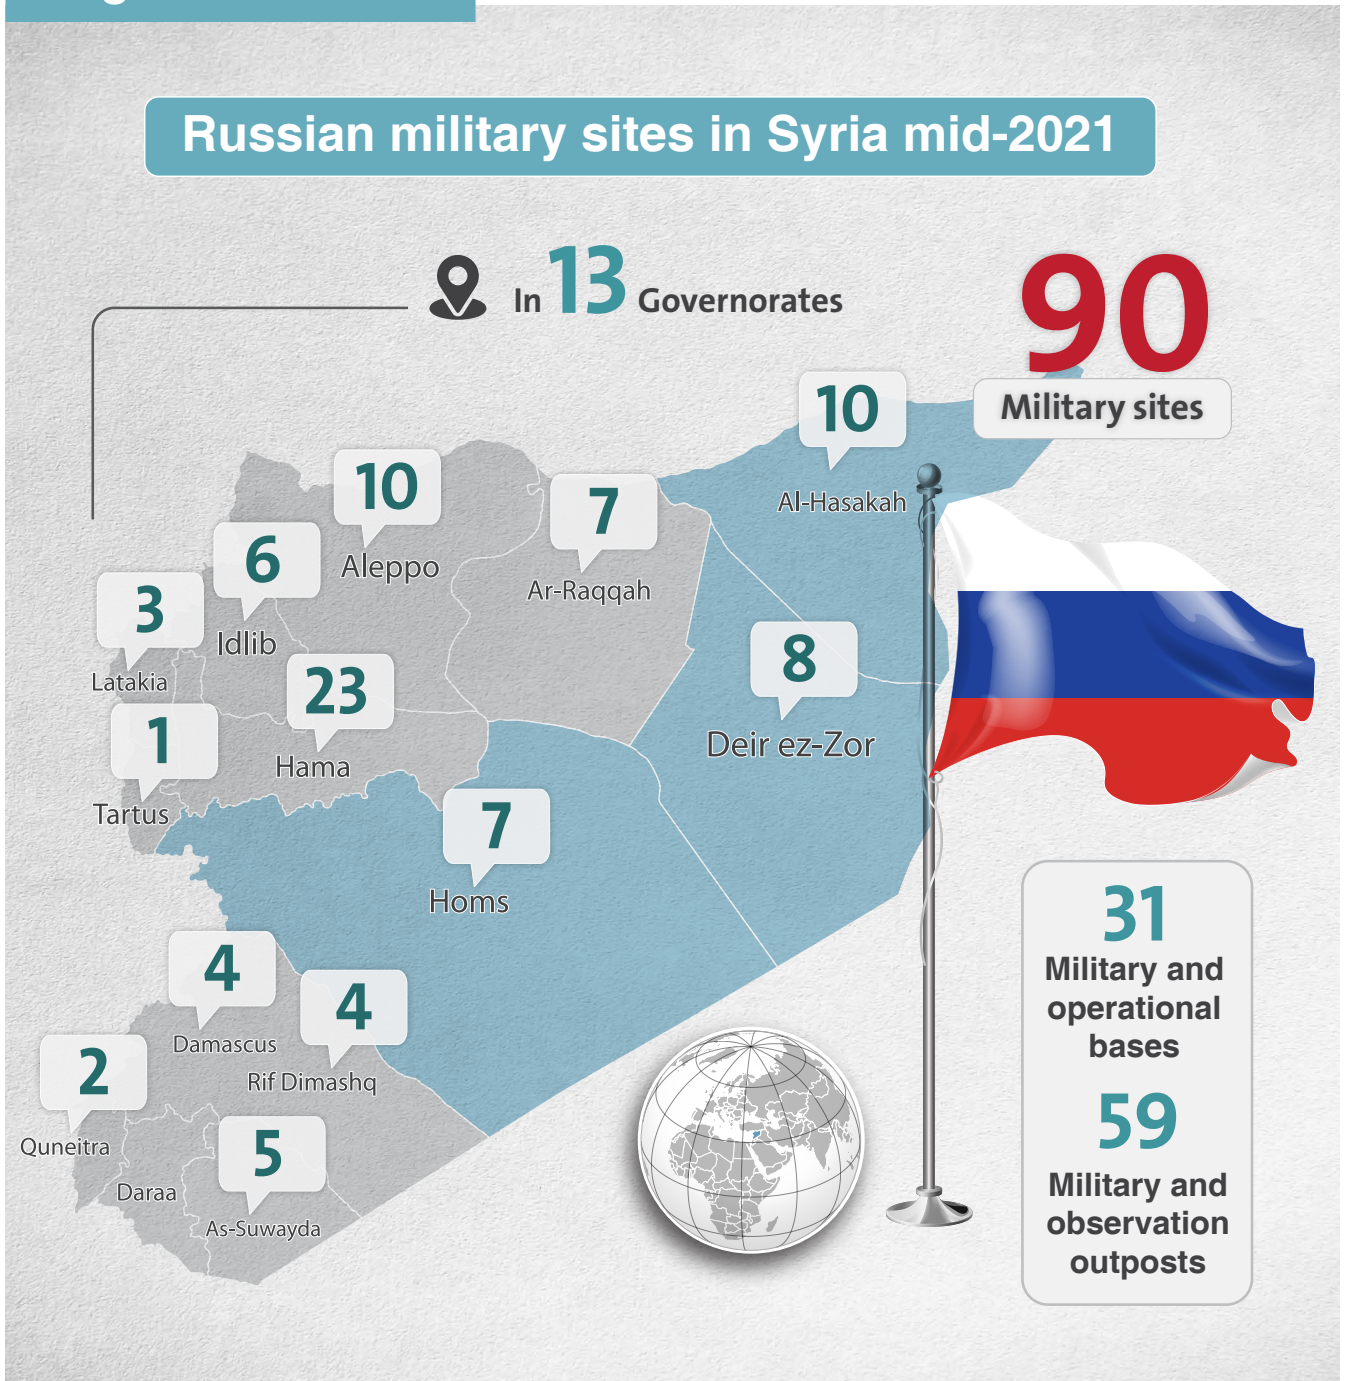 Russian military sites in Syria mid-2021
In 13 Governorates
90
Military sites
10
Al-Hasakah
10
Aleppo
7
Ar-Raqqah
6
Idlib
3
Latakia
8
Deir ez-Zor
23
Hama
1
Tartus
7
Homs
4
Damascus
4
Rif Dimashq
2
Quneitra
5
As-Suwayda
Daraa
31
Military and
operational
bases
59
Military and
observation
outposts